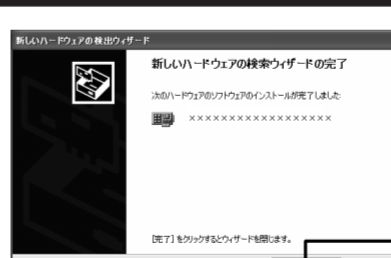 新しいハードウェアの検出ウィザード
新しいハードウェアの検索ウィザードの完了
次のハードウェアのソフトウェアのインストールが完了しました:
××××××××××××××××××
[完了] をクリックするとウィザードを閉じます。